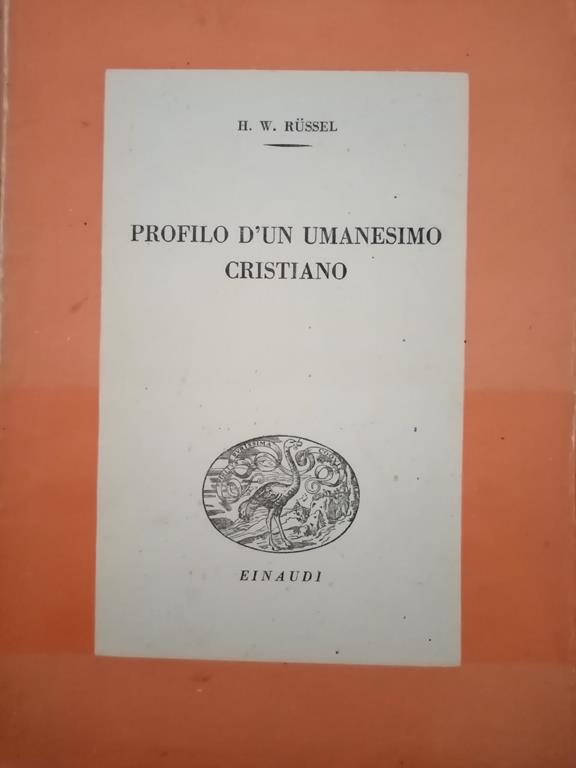 H. W. RÜSSEL
PROFILO D'UN UMANESIMO
CRISTIANO
EINAUDI